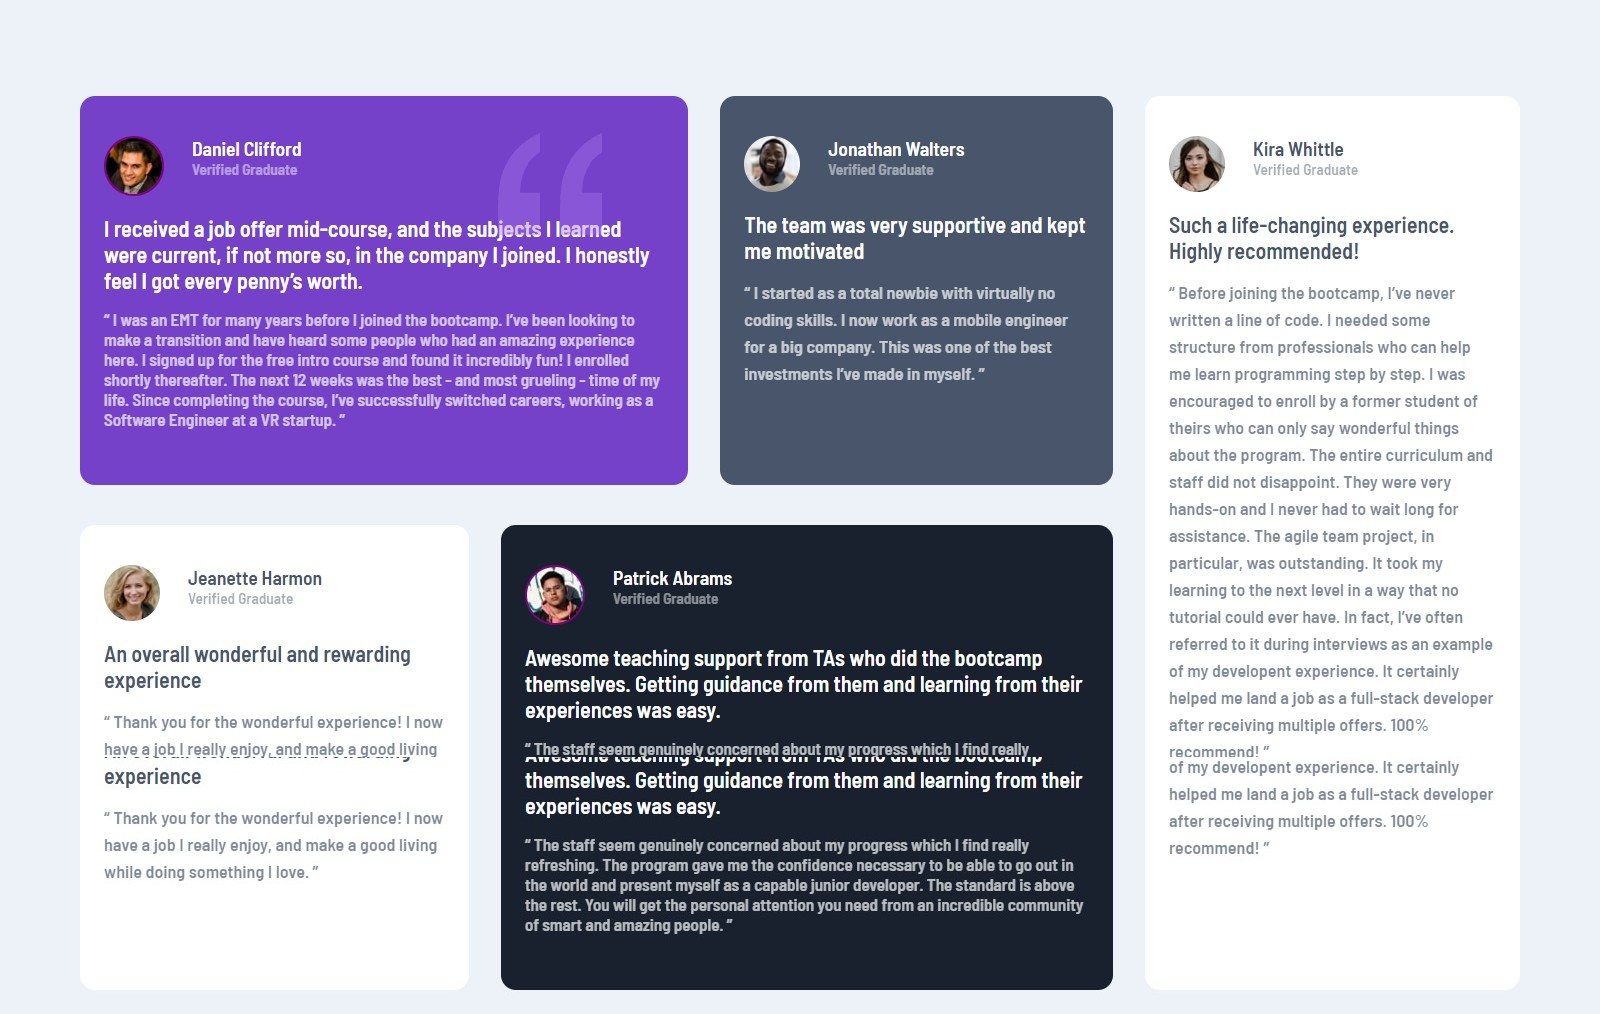 Daniel Clifford
Verified Graduate
I received a job offer mid-course, and the subjects I learned
were current, if not more so, in the company I joined. I honestly
feel I got every penny’s worth.
“ I was an EMT for many years before I joined the bootcamp. I’ve been looking to
make a transition and have heard some people who had an amazing experience
here. I signed up for the free intro course and found it incredibly fun! I enrolled
shortly thereafter. The next 12 weeks was the best - and most grueling - time of my
life. Since completing the course, I’ve successfully switched careers, working as a
Software Engineer at a VR startup. ”
Jonathan Walters
Verified Graduate
The team was very supportive and kept
me motivated
“ I started as a total newbie with virtually no
coding skills. I now work as a mobile engineer
for a big company. This was one of the best
investments I’ve made in myself. ”
Kira Whittle
Verified Graduate
Such a life-changing experience.
Highly recommended!
“ Before joining the bootcamp, I’ve never
written a line of code. I needed some
structure from professionals who can help
me learn programming step by step. I was
encouraged to enroll by a former student of
theirs who can only say wonderful things
about the program. The entire curriculum and
staff did not disappoint. They were very
hands-on and I never had to wait long for
assistance. The agile team project, in
particular, was outstanding. It took my
learning to the next level in a way that no
tutorial could ever have. In fact, I’ve often
referred to it during interviews as an example
of my developent experience. It certainly
helped me land a job as a full-stack developer
after receiving multiple offers. 100%
recommend! ”
of my developent experience. It certainly
helped me land a job as a full-stack developer
after receiving multiple offers. 100%
recommend! ”
Jeanette Harmon
Verified Graduate
An overall wonderful and rewarding
experience
“ Thank you for the wonderful experience! I now
have a job I really enjoy, and make a good living
experience
“ Thank you for the wonderful experience! I now
have a job I really enjoy, and make a good living
while doing something I love. ”
Patrick Abrams
Verified Graduate
Awesome teaching support from TAs who did the bootcamp
themselves. Getting guidance from them and learning from their
experiences was easy.
“ The staff seem genuinely concerned about my progress which I find really
Awesome teaching support from TAs who did the bootcamp
themselves. Getting guidance from them and learning from their
experiences was easy.
“ The staff seem genuinely concerned about my progress which I find really
refreshing. The program gave me the confidence necessary to be able to go out in
the world and present myself as a capable junior developer. The standard is above
the rest. You will get the personal attention you need from an incredible community
of smart and amazing people. ”